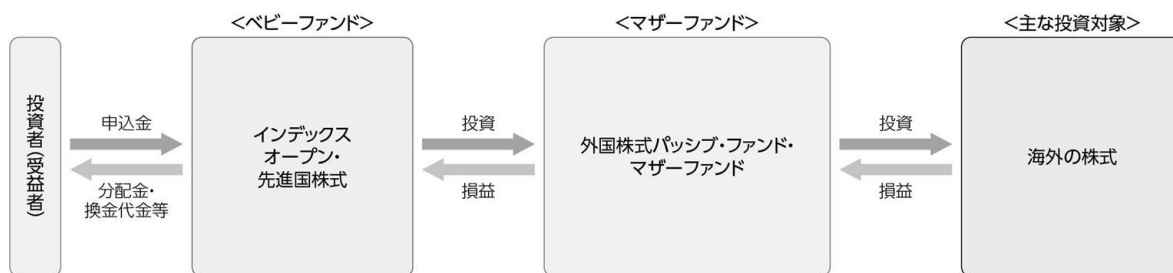 <ベビーファンド>
<マザーファンド>
<主な投資対象>
投資者(受益者)
申込金
分配金・
換金代金等
インデックス
オープン・
先進国株式
投資
損益
外国株式パッシブ・ファンド・
マザーファンド
投資
損益
海外の株式